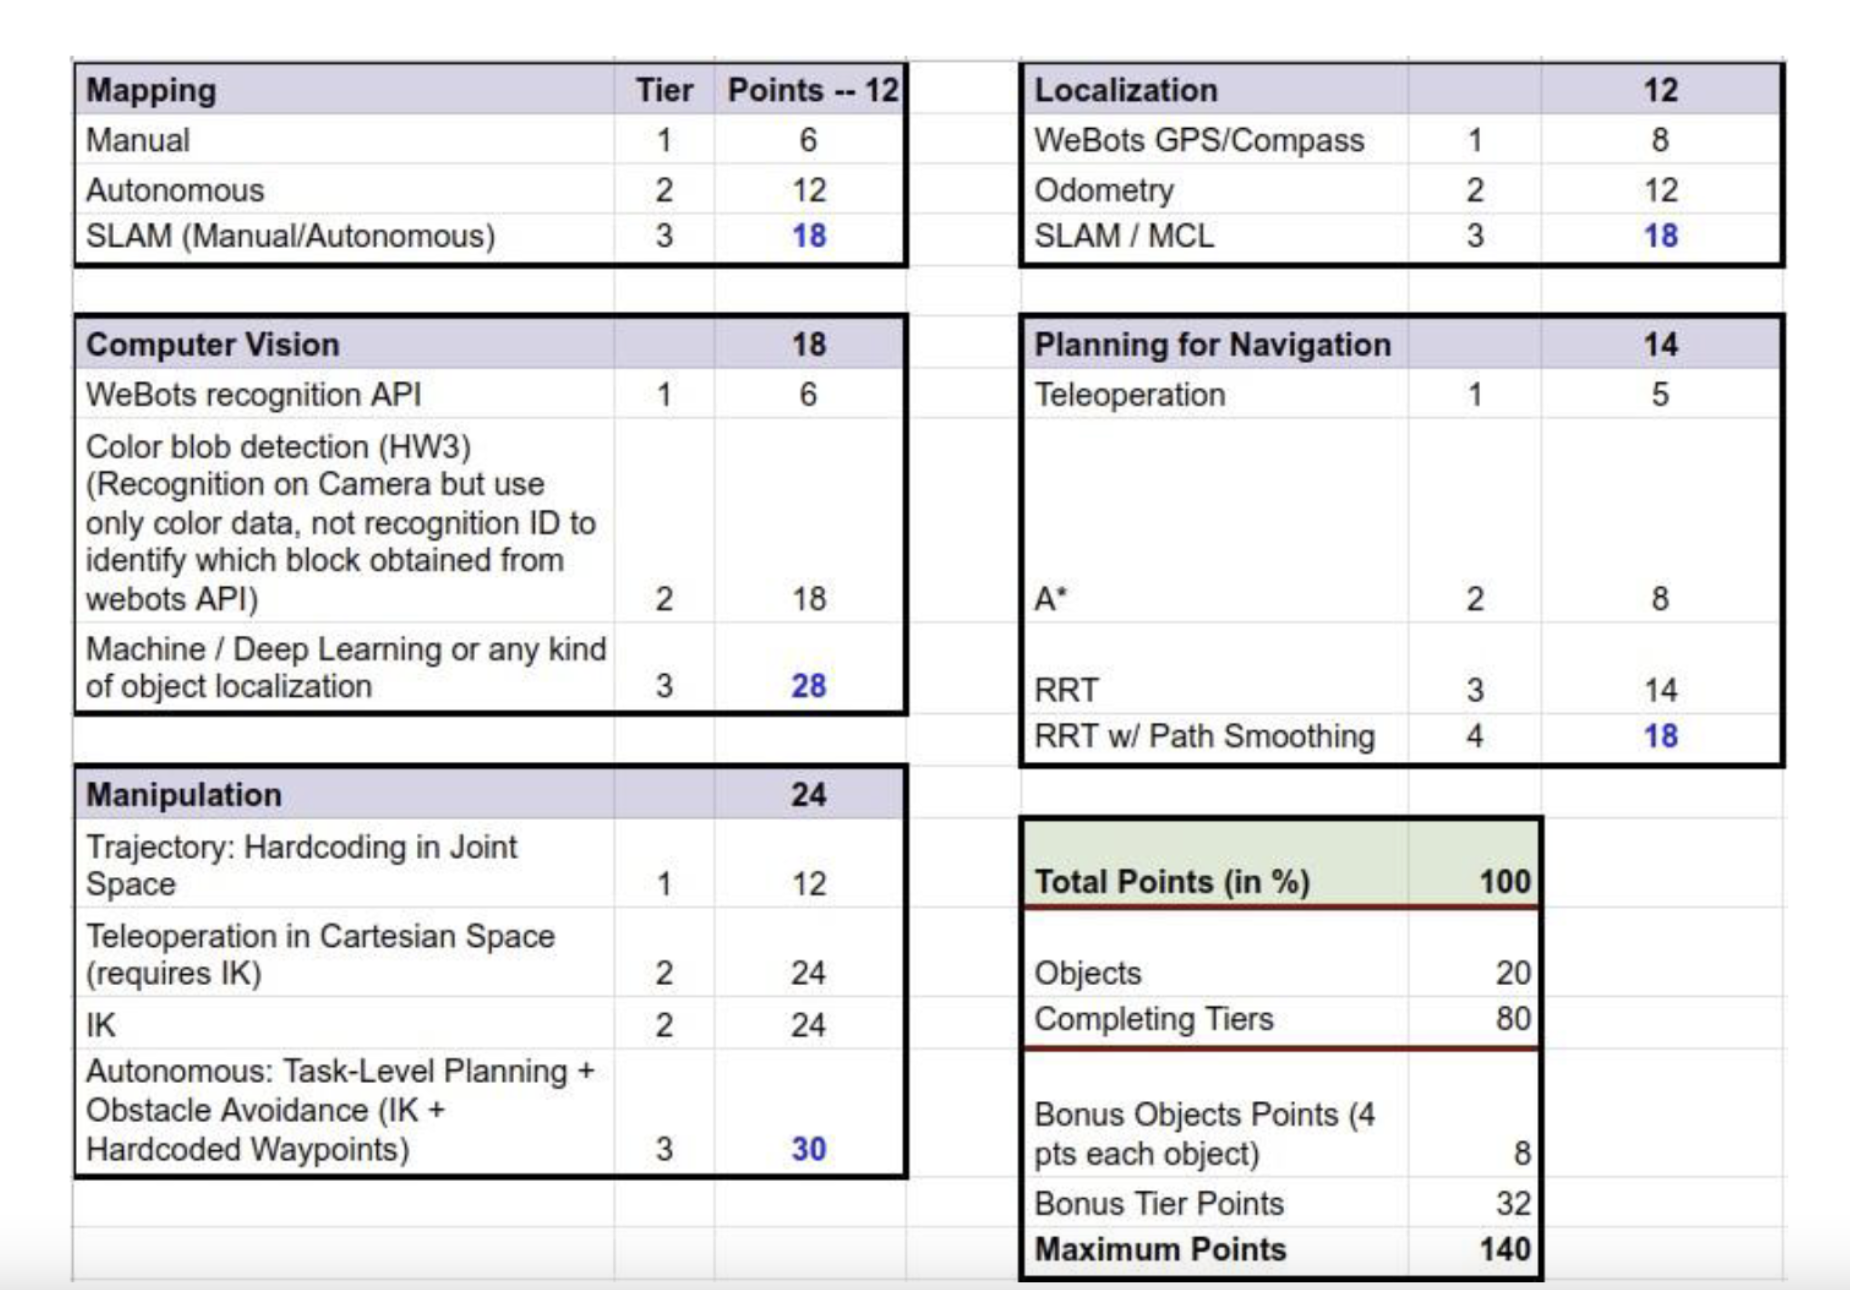 Mapping Tier Points -- 12
Manual 1 6
Autonomous 2 12
SLAM (Manual/Autonomous) 3 18
Localization 12
WeBots GPS/Compass 1 8
Odometry 2 12
SLAM / MCL 3 18
Computer Vision 18
WeBots recognition API 1 6
Color blob detection (HW3)
(Recognition on Camera but use
only color data, not recognition ID to
identify which block obtained from
webots API) 2 18
Machine / Deep Learning or any kind
of object localization 3 28
Planning for Navigation 14
Teleoperation 1 5
A* 2 8
RRT 3 14
RRT w/ Path Smoothing 4 18
Manipulation 24
Trajectory: Hardcoding in Joint
Space 1 12
Teleoperation in Cartesian Space
(requires IK) 2 24
IK 2 24
Autonomous: Task-Level Planning +
Obstacle Avoidance (IK +
Hardcoded Waypoints) 3 30
Total Points (in %) 100
Objects 20
Completing Tiers 80
Bonus Objects Points (4
pts each object) 8
Bonus Tier Points 32
Maximum Points 140